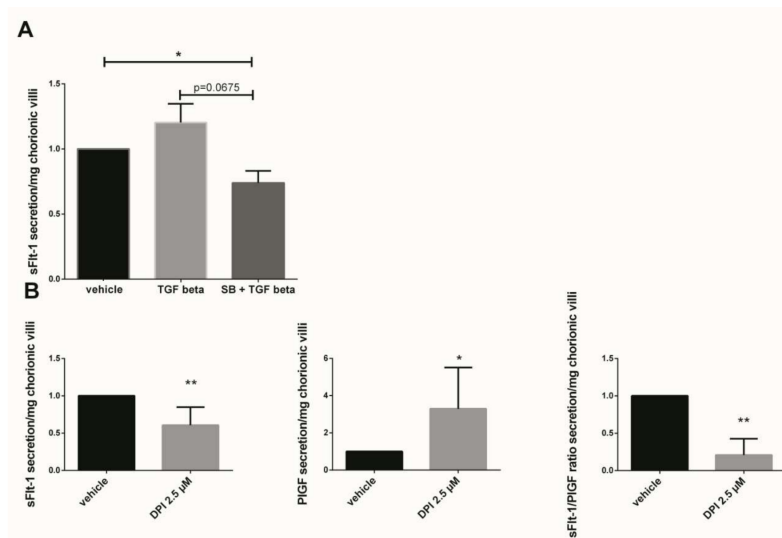 A
*
p=0.0675
sFlt-1 secretion/mg chorionic villi
1.5
1.0
0.5
0.0
vehicle
TGF beta
SB + TGF beta
B
sFlt-1 secretion/mg chorionic villi
1.5
1.0
0.5
0.0
**
vehicle
DPI 2.5 µM
PlGF secretion/mg chorionic villi
6
4
2
0
*
vehicle
DPI 2.5 µM
sFlt-1/PlGF ratio secretion/mg chorionic villi
1.5
1.0
0.5
0.0
**
vehicle
DPI 2.5 µM